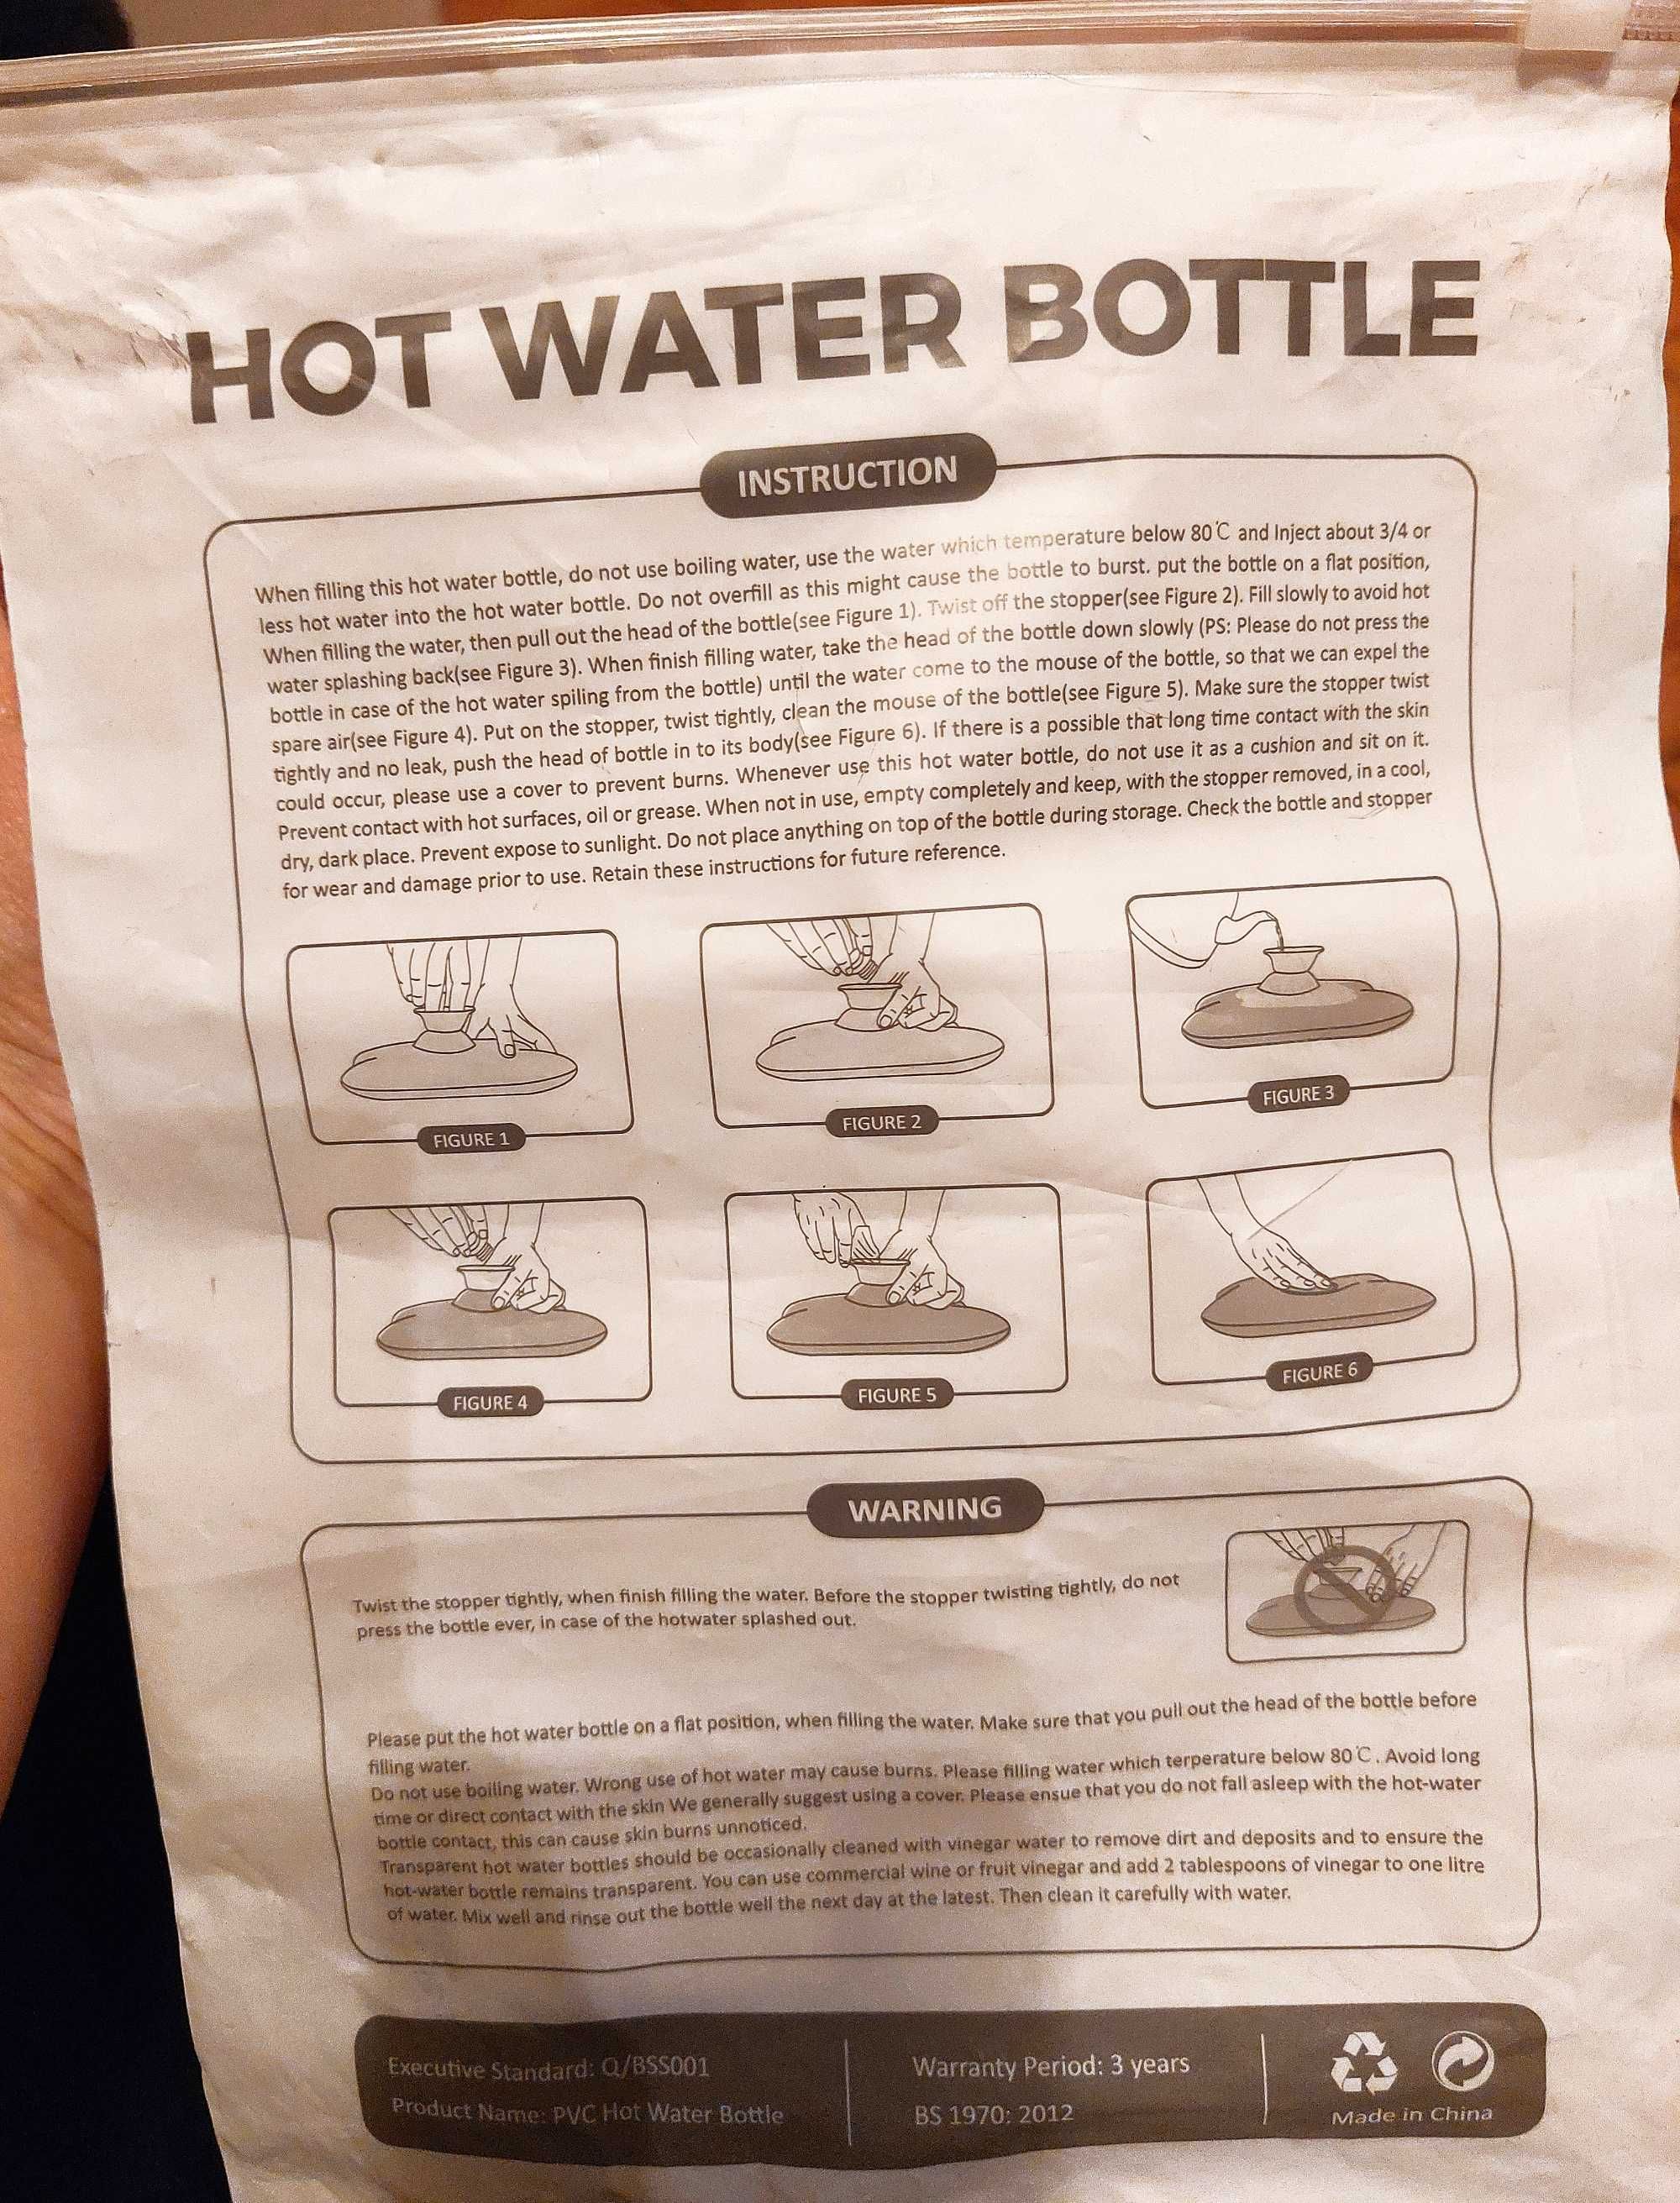 HOT WATER BOTTLE
INSTRUCTION
When filling this hot water bottle, do not use boiling water, use the water which temperature below 80℃ and Inject about 3/4 or
less hot water into the hot water bottle. Do not overfill as this might cause the bottle to burst. put the bottle on a flat position,
When filling the water, then pull out the head of the bottle(see Figure 1). Twist off the stopper(see Figure 2). Fill slowly to avoid hot
water splashing back(see Figure 3). When finish filling water, take the head of the bottle down slowly (PS: Please do not press the
bottle in case of the hot water spiling from the bottle) until the water come to the mouse of the bottle, so that we can expel the
spare air(see Figure 4). Put on the stopper, twist tightly, clean the mouse of the bottle(see Figure 5). Make sure the stopper twist
tightly and no leak, push the head of bottle in to its body(see Figure 6). If there is a possible that long time contact with the skin
could occur, please use a cover to prevent burns. Whenever use this hot water bottle, do not use it as a cushion and sit on it.
Prevent contact with hot surfaces, oil or grease. When not in use, empty completely and keep, with the stopper removed, in a cool,
dry, dark place. Prevent expose to sunlight. Do not place anything on top of the bottle during storage. Check the bottle and stopper
for wear and damage prior to use. Retain these instructions for future reference.
FIGURE 1
FIGURE 2
FIGURE 3
FIGURE 4
FIGURE 5
FIGURE 6
WARNING
Twist the stopper tightly, when finish filling the water. Before the stopper twisting tightly, do not
press the bottle ever, in case of the hotwater splashed out.
Please put the hot water bottle on a flat position, when filling the water. Make sure that you pull out the head of the bottle before
filling water.
Do not use boiling water. Wrong use of hot water may cause burns. Please filling water which terperature below 80℃. Avoid long
time or direct contact with the skin We generally suggest using a cover. Please ensue that you do not fall asleep with the hot-water
bottle contact, this can cause skin burns unnoticed.
Transparent hot water bottles should be occasionally cleaned with vinegar water to remove dirt and deposits and to ensure the
hot-water bottle remains transparent. You can use commercial wine or fruit vinegar and add 2 tablespoons of vinegar to one litre
of water. Mix well and rinse out the bottle well the next day at the latest. Then clean it carefully with water.
Executive Standard: Q/BSS001
Product Name: PVC Hot Water Bottle
Warranty Period: 3 years
BS 1970: 2012
Made in China